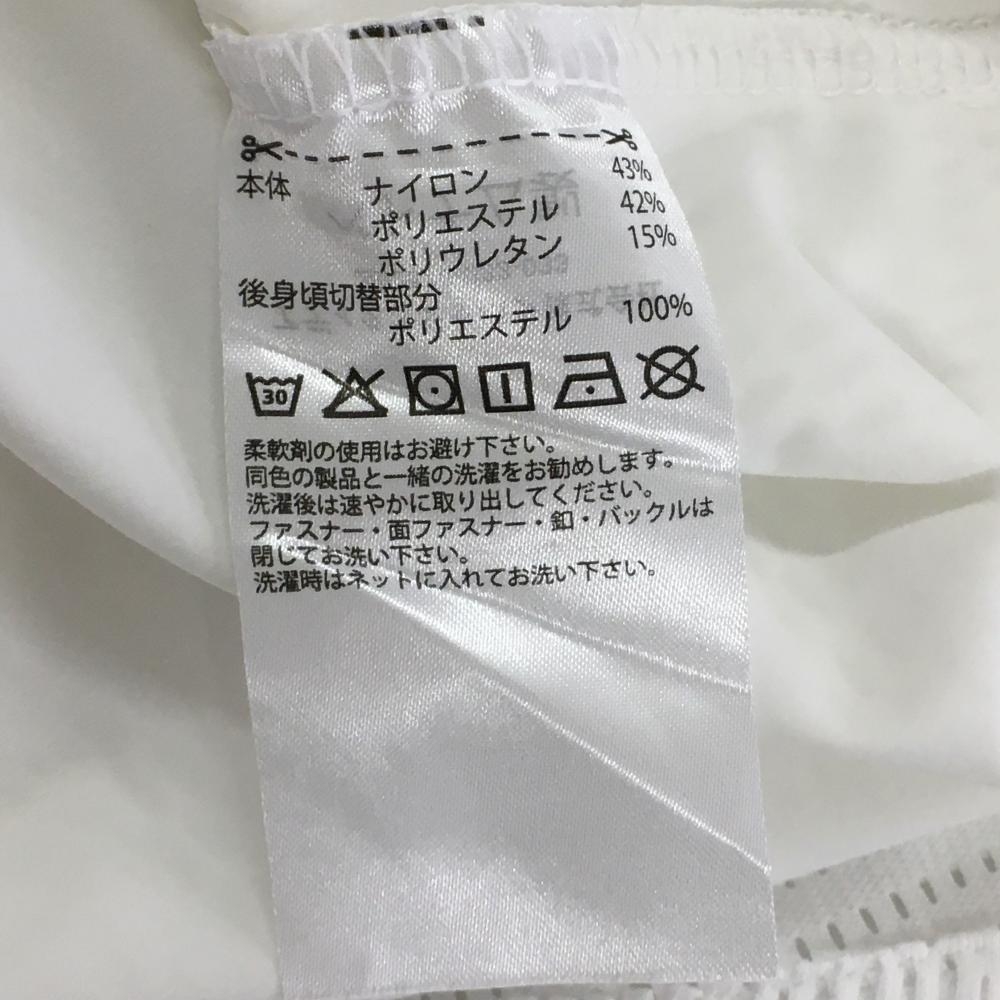 本体 ナイロン 43%
ポリエステル 42%
ポリウレタン 15%
後身頃切替部分
ポリエステル 100%
30
柔軟剤の使用はお避け下さい。
同色の製品と一緒の洗濯をお勧めします。
洗濯後は速やかに取り出してください。
ファスナー・面ファスナー・釦・バックルは
閉じてお洗い下さい。
洗濯時はネットに入れてお洗い下さい。